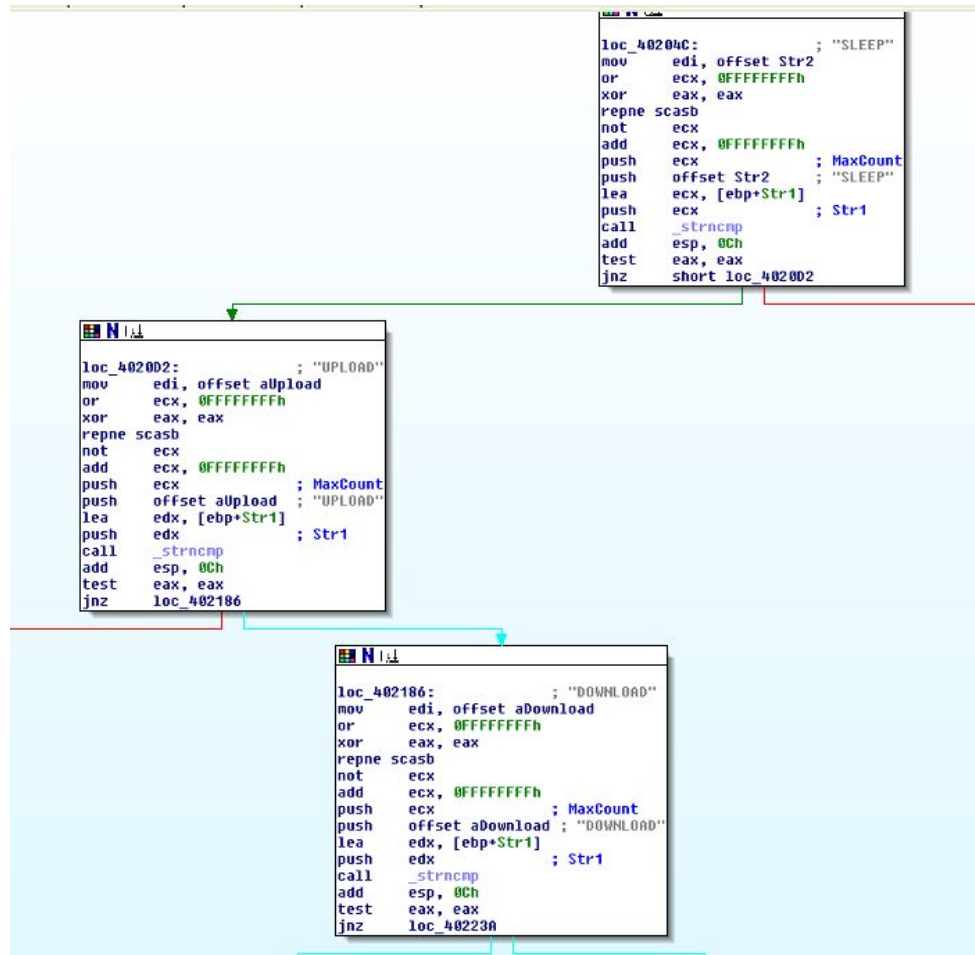 loc_40204C: ; "SLEEP"
mov edi, offset Str2
or ecx, 0FFFFFFFFh
xor eax, eax
repne scasb
not ecx
add ecx, 0FFFFFFFFh
push ecx ; MaxCount
push offset Str2 ; "SLEEP"
lea ecx, [ebp+Str1]
push ecx ; Str1
call _strncmp
add esp, 0Ch
test eax, eax
jnz short loc_4020D2
loc_4020D2: ; "UPLOAD"
mov edi, offset aUpload
or ecx, 0FFFFFFFFh
xor eax, eax
repne scasb
not ecx
add ecx, 0FFFFFFFFh
push ecx ; MaxCount
push offset aUpload ; "UPLOAD"
lea edx, [ebp+Str1]
push edx ; Str1
call _strncmp
add esp, 0Ch
test eax, eax
jnz loc_402186
loc_402186: ; "DOWNLOAD"
mov edi, offset aDownload
or ecx, 0FFFFFFFFh
xor eax, eax
repne scasb
not ecx
add ecx, 0FFFFFFFFh
push ecx ; MaxCount
push offset aDownload ; "DOWNLOAD"
lea edx, [ebp+Str1]
push edx ; Str1
call _strncmp
add esp, 0Ch
test eax, eax
jnz loc_40223A